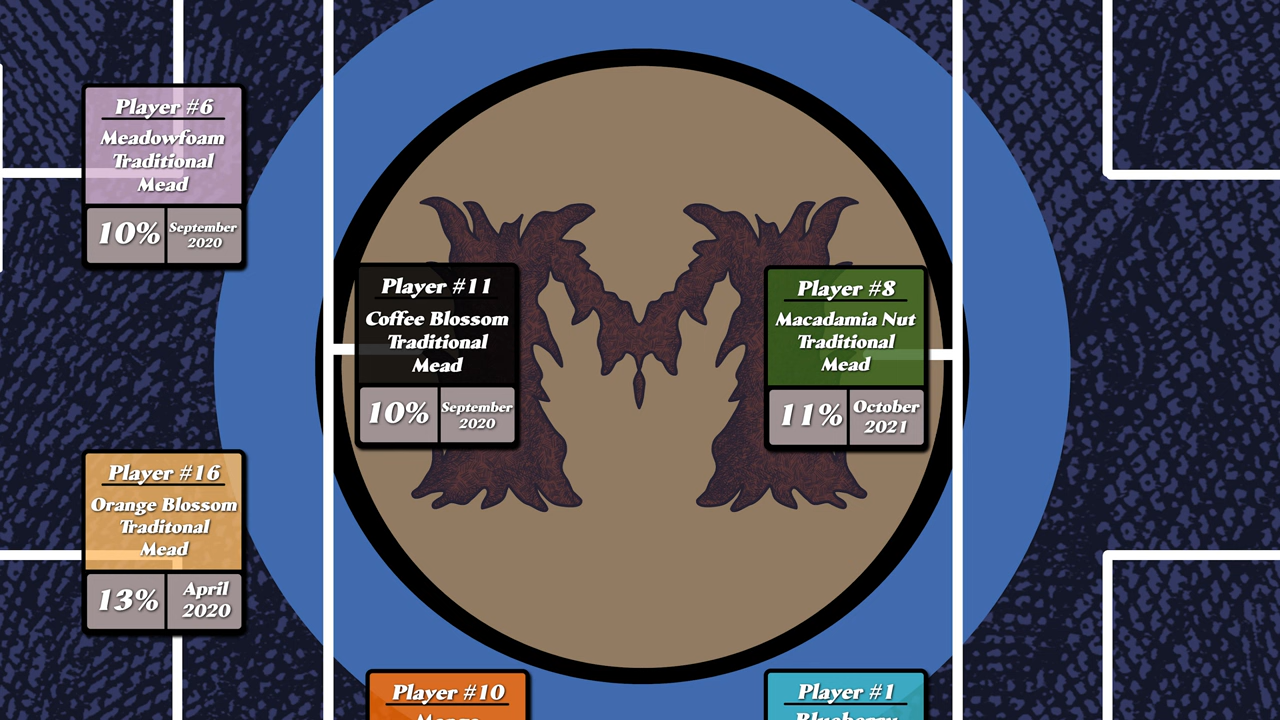 Player #6
Meadowfoam
Traditional
Mead
10%
September
2020
Player #11
Coffee Blossom
Traditional
Mead
10%
September
2020
Player #8
Macadamia Nut
Traditional
Mead
11%
October
2021
Player #16
Orange Blossom
Traditonal
Mead
13%
April
2020
Player #10
Player #1
Blueberry